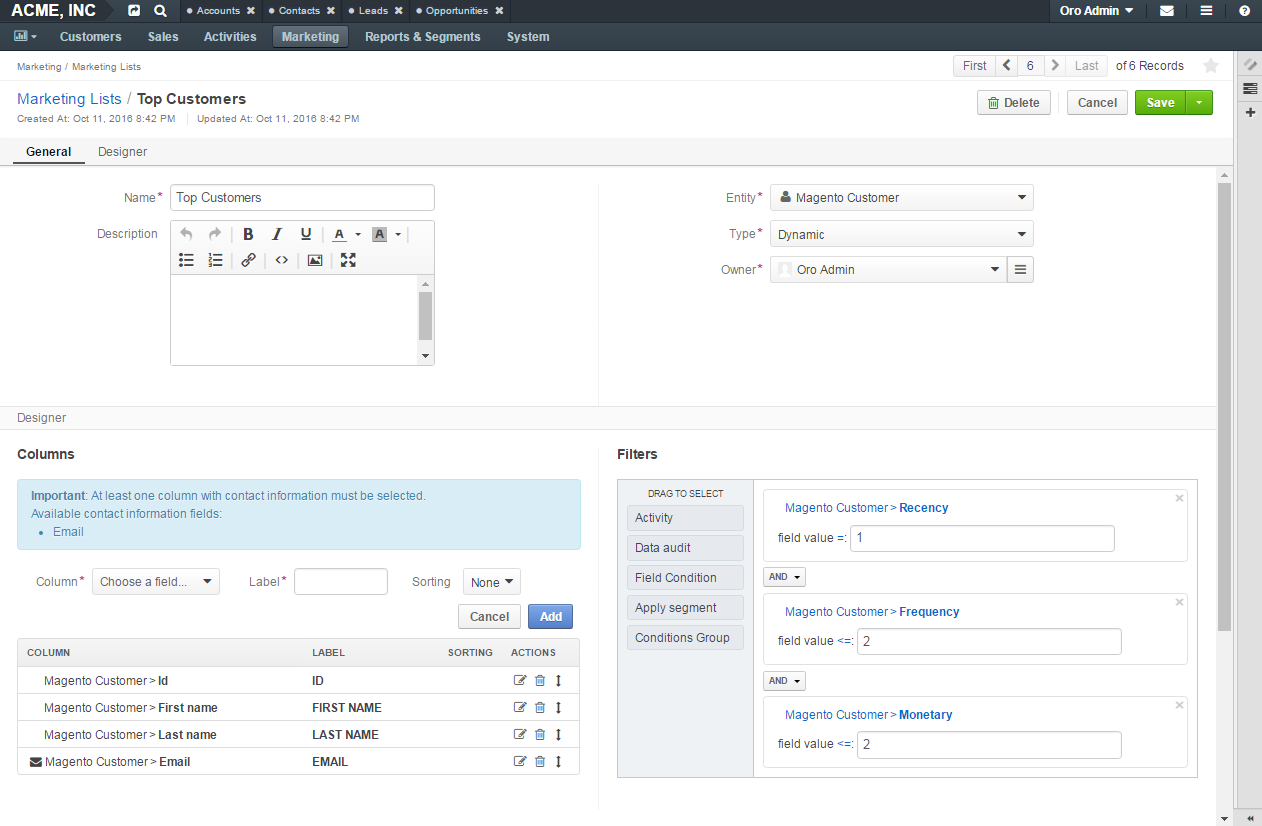 ACME, INC • Accounts ✖ • Contacts ✖ • Leads ✖ • Opportunities ✖ Oro Admin
Customers Sales Activities Marketing Reports & Segments System
Marketing / Marketing Lists First 6 Last of 6 Records
Marketing Lists / Top Customers Delete Cancel Save
Created At: Oct 11, 2016 8:42 PM Updated At: Oct 11, 2016 8:42 PM
General Designer
Name* Top Customers Entity* Magento Customer
Description B I U A A Type* Dynamic
Owner* Oro Admin
Designer
Columns
Important: At least one column with contact information must be selected.
Available contact information fields:
• Email
Column* Choose a field... Label* Sorting None
Cancel Add
COLUMN LABEL SORTING ACTIONS
Magento Customer > Id ID
Magento Customer > First name FIRST NAME
Magento Customer > Last name LAST NAME
Magento Customer > Email EMAIL
Filters
DRAG TO SELECT
Activity
Data audit
Field Condition
Apply segment
Conditions Group
Magento Customer > Recency
field value =: 1
AND
Magento Customer > Frequency
field value <=: 2
AND
Magento Customer > Monetary
field value <=: 2